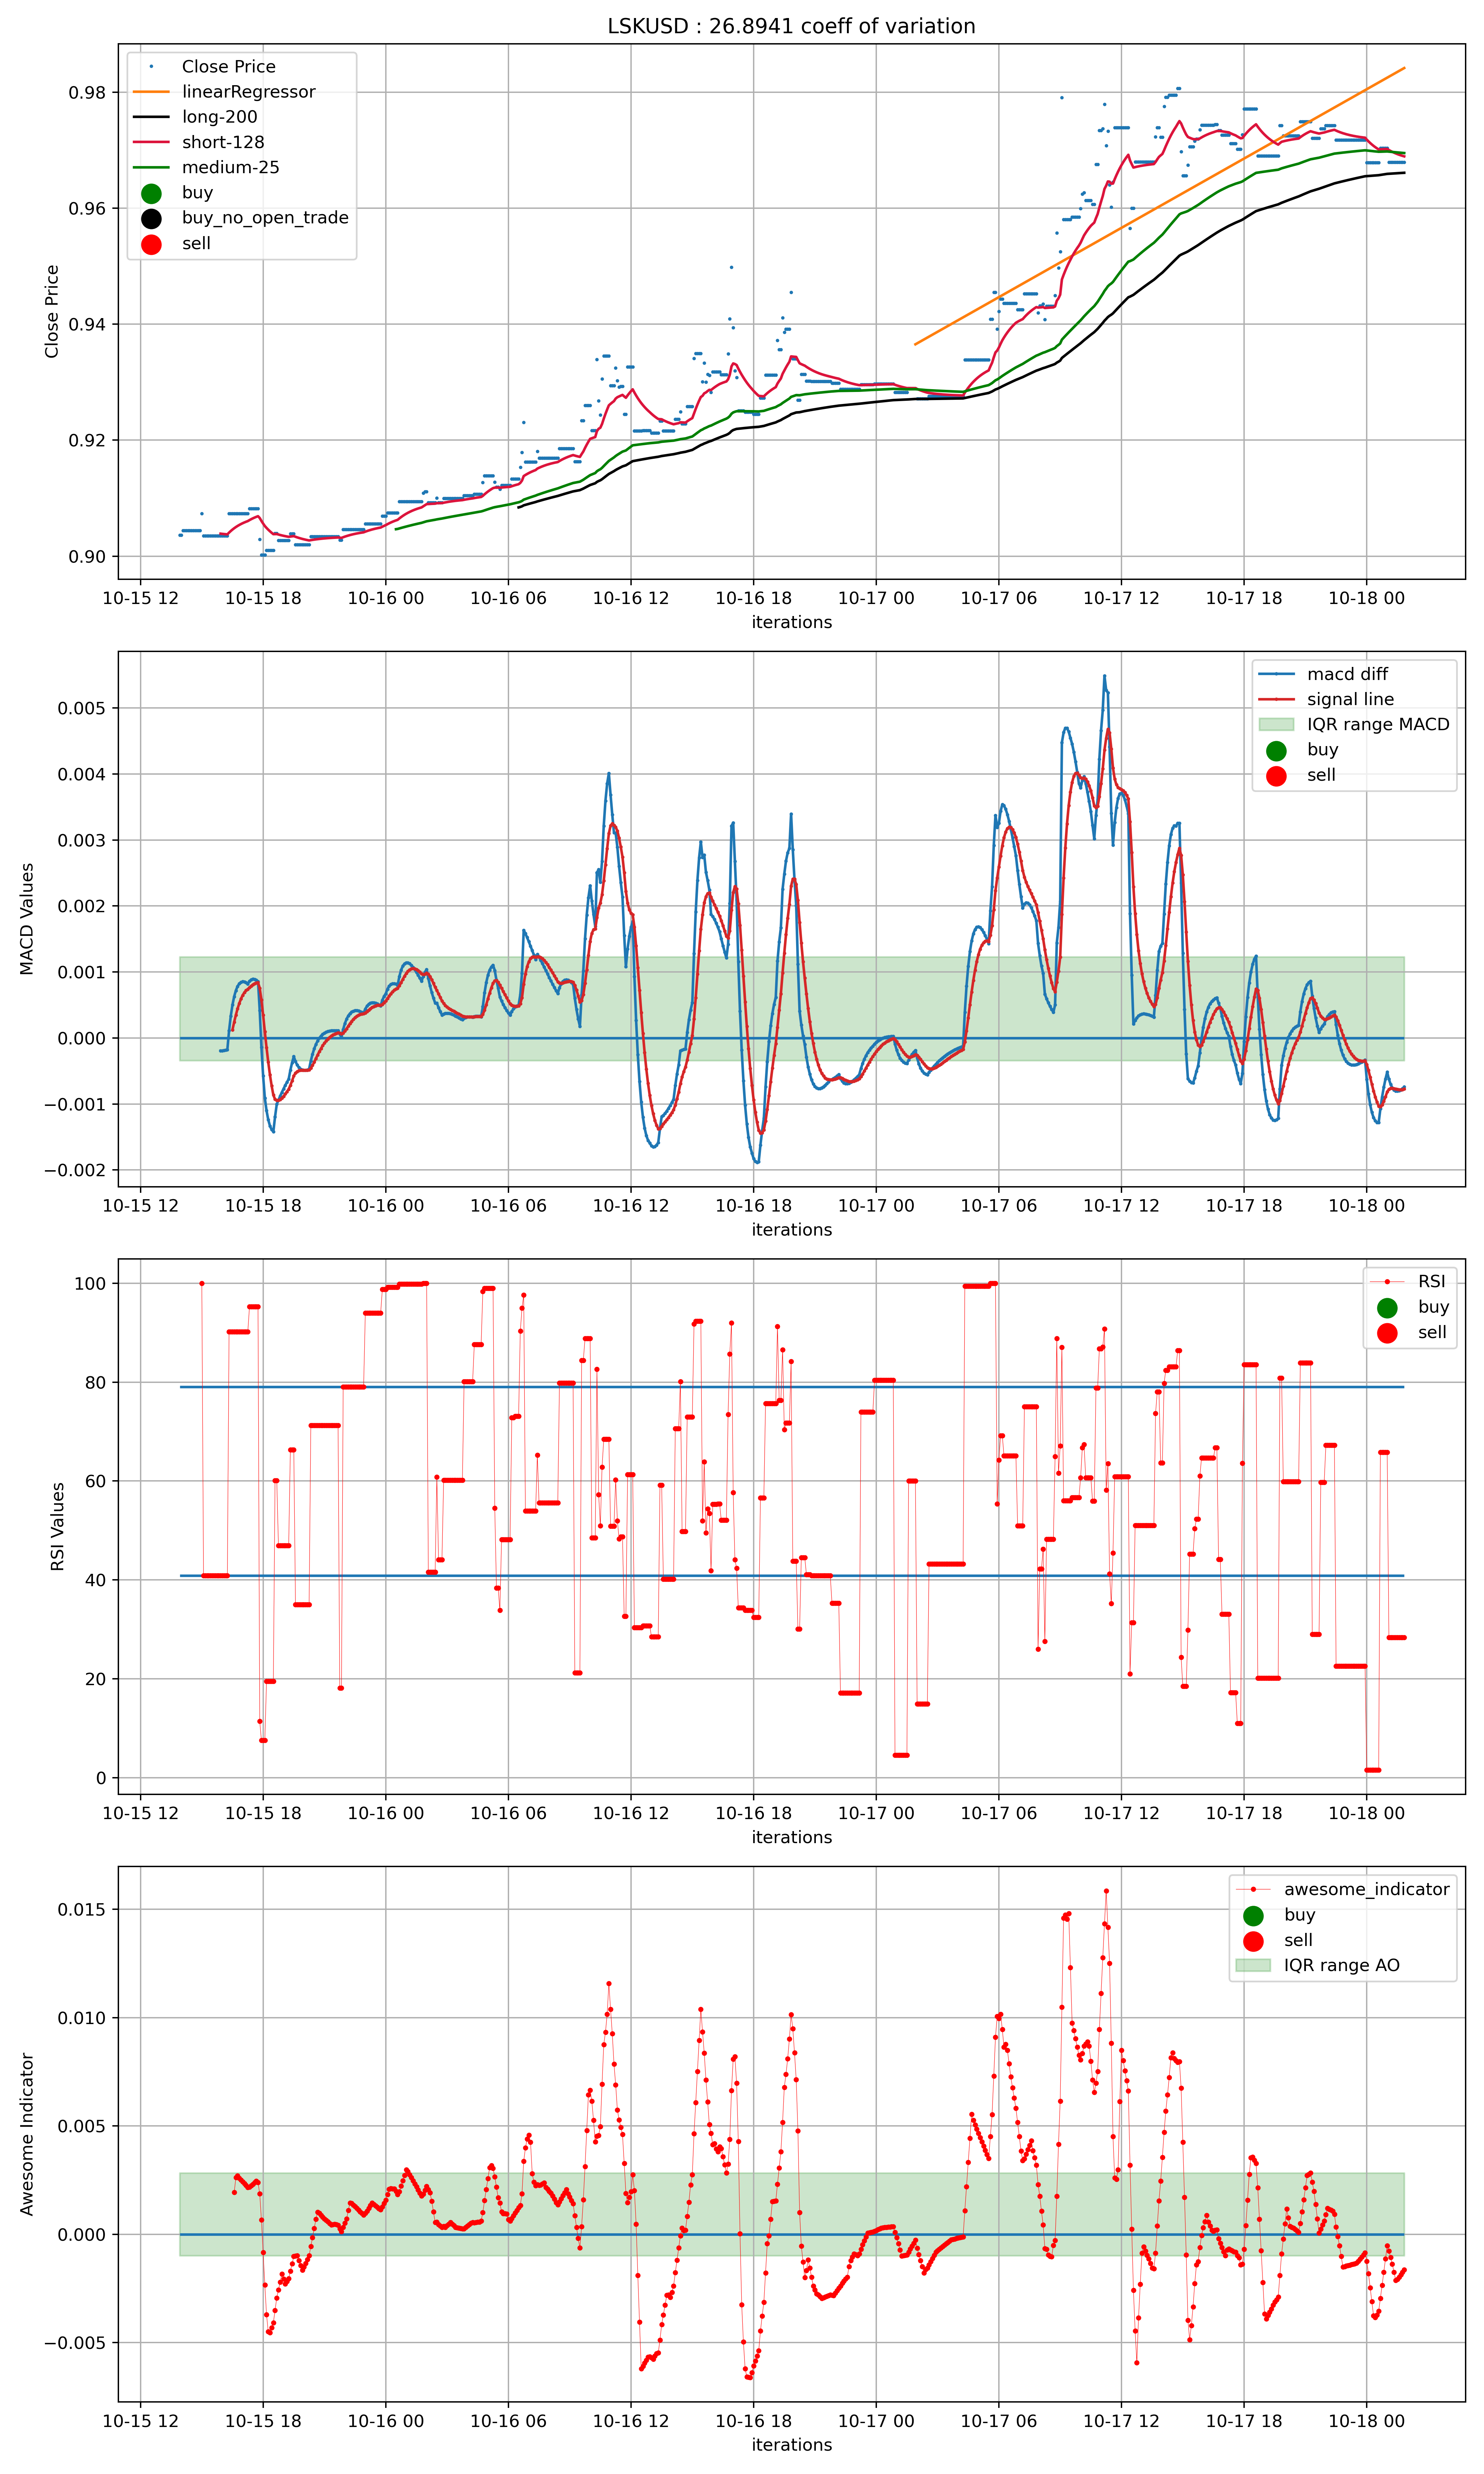 LSKUSD : 26.8941 coeff of variation
Close Price
linearRegressor
long-200
short-128
medium-25
buy
buy_no_open_trade
sell
Close Price
0.98
0.96
0.94
0.92
0.90
10-15 12 10-15 18 10-16 00 10-16 06 10-16 12 10-16 18 10-17 00 10-17 06 10-17 12 10-17 18 10-18 00
iterations
macd diff
signal line
IQR range MACD
buy
sell
MACD Values
0.005
0.004
0.003
0.002
0.001
0.000
−0.001
−0.002
10-15 12 10-15 18 10-16 00 10-16 06 10-16 12 10-16 18 10-17 00 10-17 06 10-17 12 10-17 18 10-18 00
iterations
RSI
buy
sell
RSI Values
100
80
60
40
20
0
10-15 12 10-15 18 10-16 00 10-16 06 10-16 12 10-16 18 10-17 00 10-17 06 10-17 12 10-17 18 10-18 00
iterations
awesome_indicator
buy
sell
IQR range AO
Awesome Indicator
0.015
0.010
0.005
0.000
−0.005
10-15 12 10-15 18 10-16 00 10-16 06 10-16 12 10-16 18 10-17 00 10-17 06 10-17 12 10-17 18 10-18 00
iterations